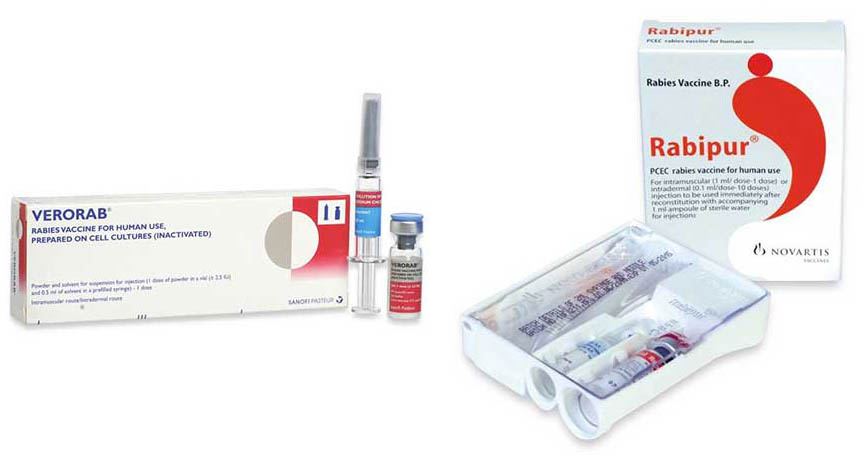 VERORAB®
RABIES VACCINE FOR HUMAN USE,
PREPARED ON CELL CULTURES (INACTIVATED)
Powder and solvent for suspension for injection (1 dose of powder in a vial (≥ 2.5 IU)
and 0.5 ml of solvent in a prefilled syringe) - 1 dose
Intramuscular route/Intradermal route
SANOFI PASTEUR
VERORAB
VERORAB®
Rabipur®
PCEC rabies vaccine for human use
Rabies Vaccine B.P.
Rabipur®
PCEC rabies vaccine for human use
For intramuscular (1 ml/ dose-1 dose) or
intradermal (0.1 ml/dose-10 doses)
injection to be used immediately after
reconstitution with accompanying
1 ml ampoule of sterile water
for injections
NOVARTIS
VACCINES
Rabipur